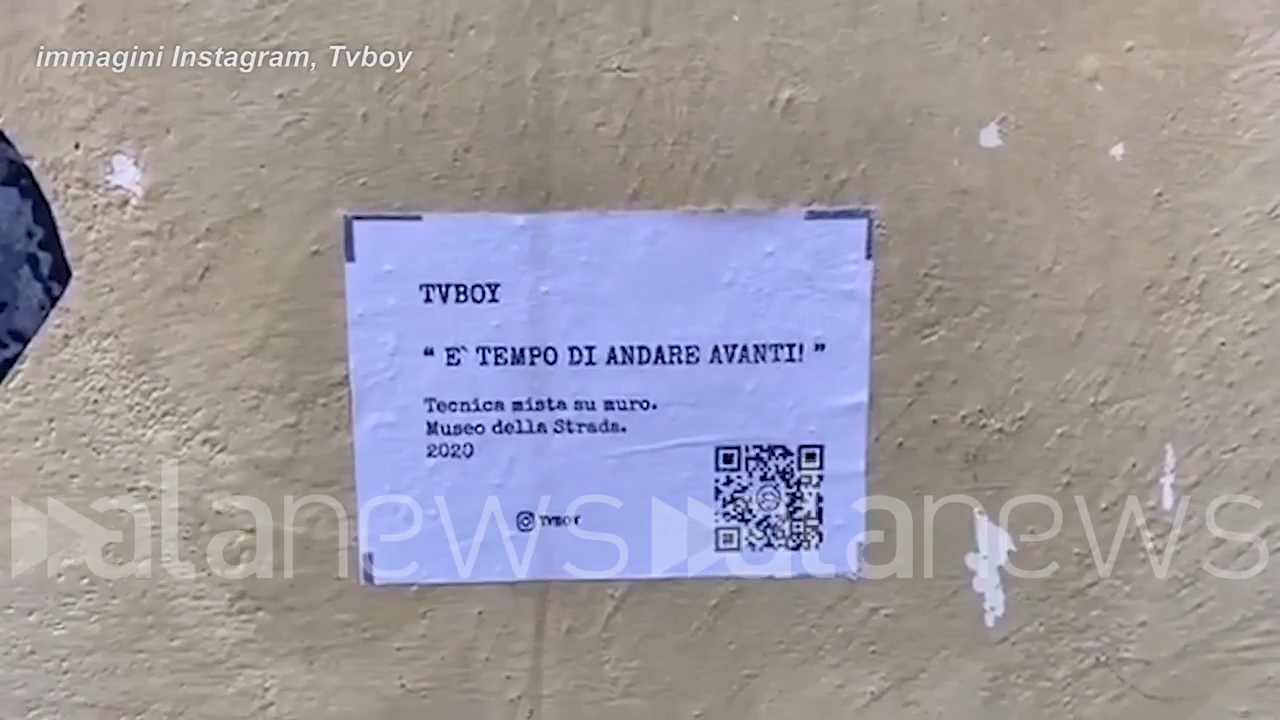 immagini Instagram, Tvboy
TVBOY
“ E` TEMPO DI ANDARE AVANTI! ”
Tecnica mista su muro.
Museo della Strada.
2020
TVBOY
alanews alanews